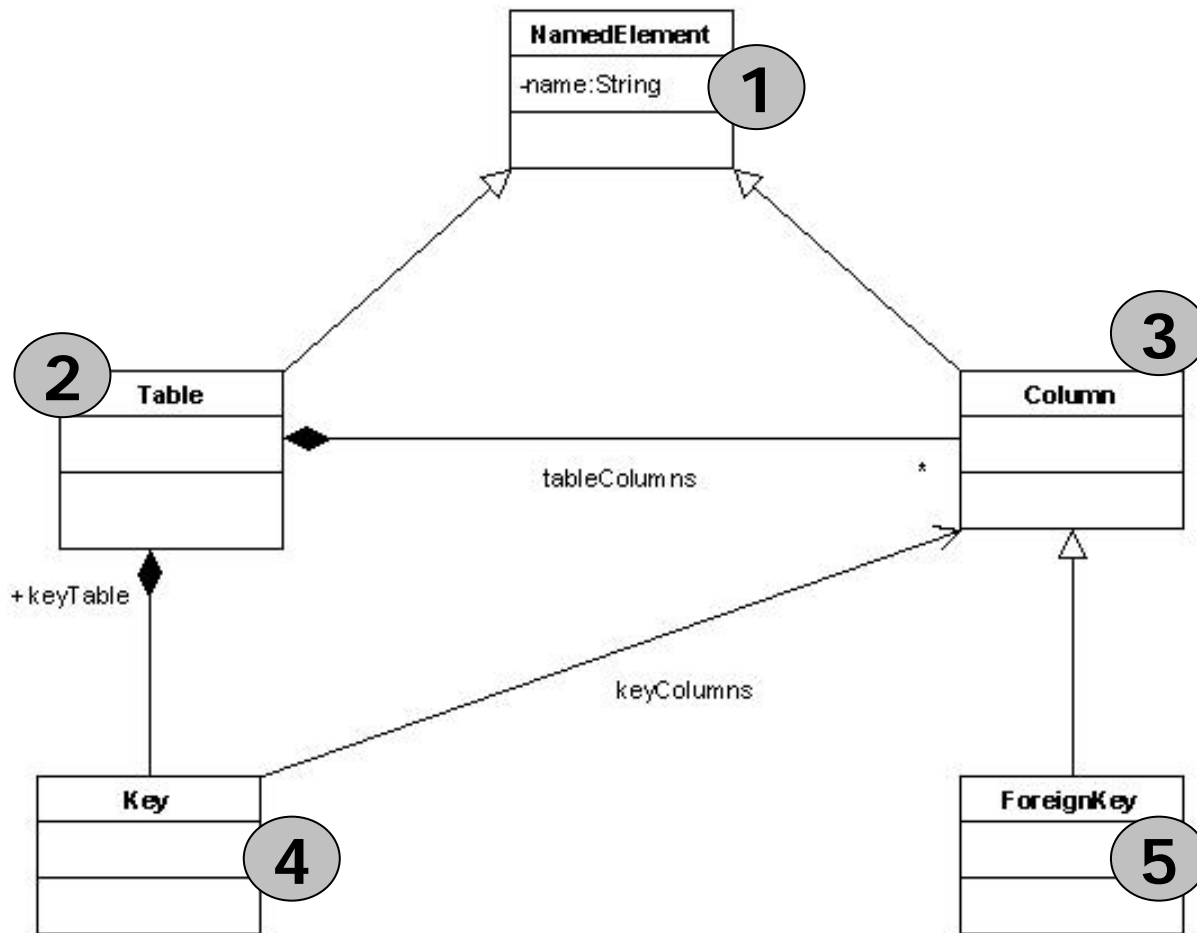 NamedElement
-name:String
1
2
3
Table
Column
tableColumns
*
+keyTable
keyColumns
Key
ForeignKey
4
5